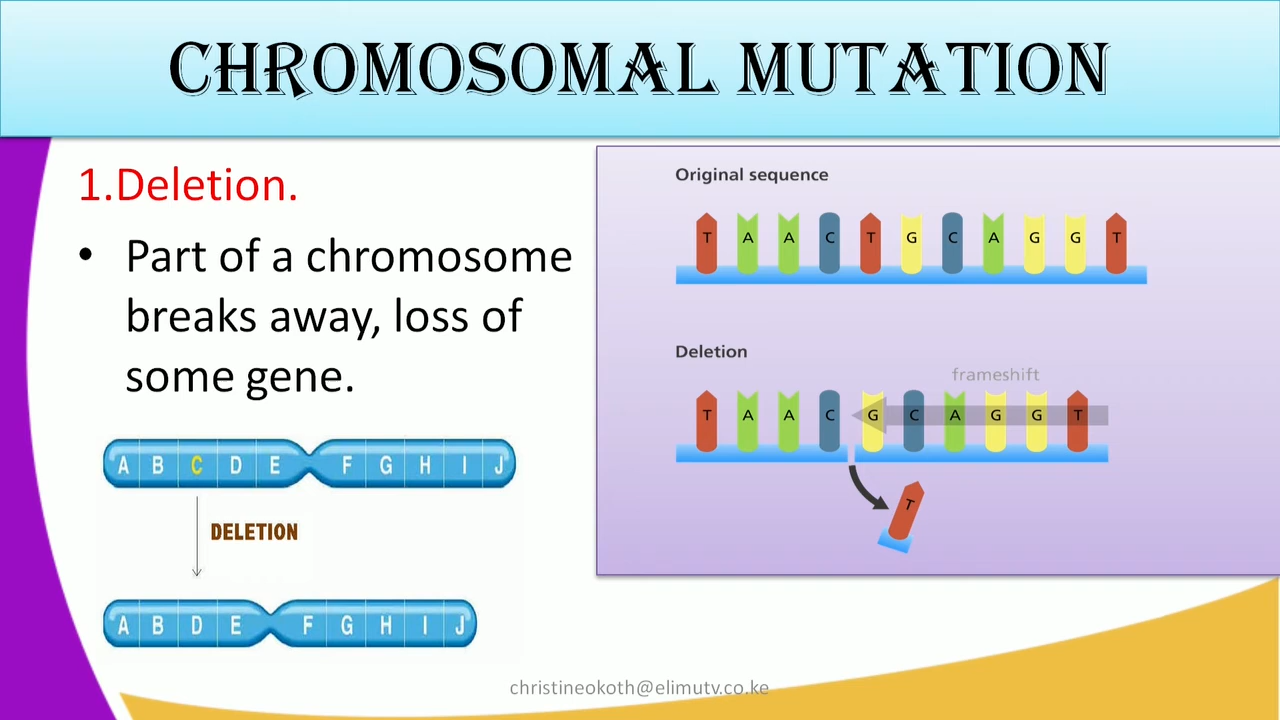 CHROMOSOMAL MUTATION
1.Deletion.
• Part of a chromosome
breaks away, loss of
some gene.
A B C D E F G H I J
DELETION
A B D E F G H I J
Original sequence
T A A C T G C A G G T
Deletion
frameshift
T A A C G C A G G T
T
christineokoth@elimutv.co.ke